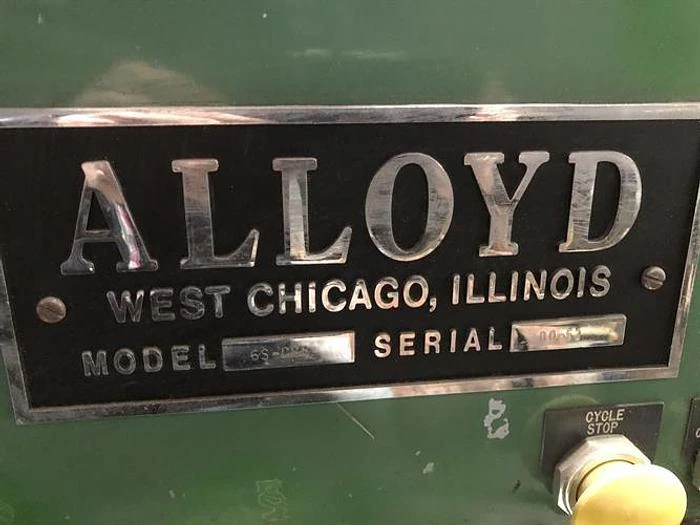 ALLOYD
WEST CHICAGO, ILLINOIS
MODEL SERIAL
CYCLE
STOP